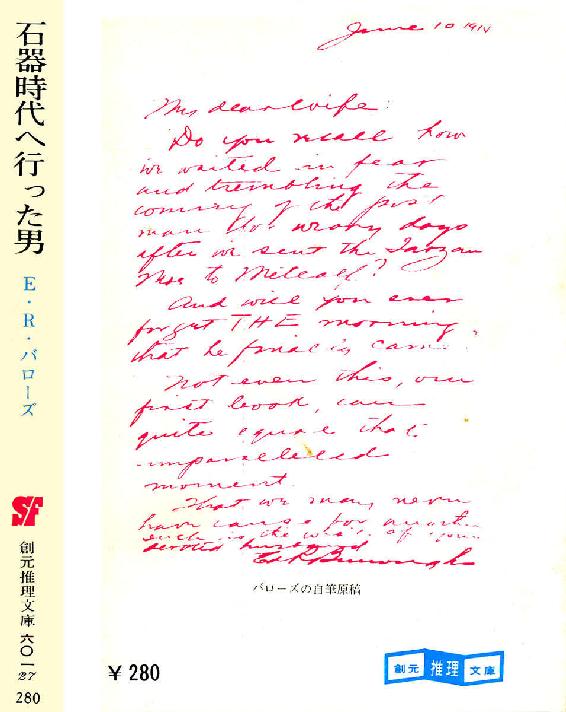 石器時代へ行った男
E・R・バローズ
SF
創元推理文庫 六〇一27
280
June 10 1914
My dear Wife:
Do you recall how
we waited in fear
and trembling the
coming of the post
man for many days
after we sent the Tarzan
Mss to Metcalf?
And will you ever
forget THE morning
that he finally came.
Not even this, our
first book, can
quite equal that
unparalleled
moment.
That we may never
have cause for another
such is the wish of your
devoted husband
Ed R Burroughs
バローズの自筆原稿
¥ 280
創元 推理 文庫